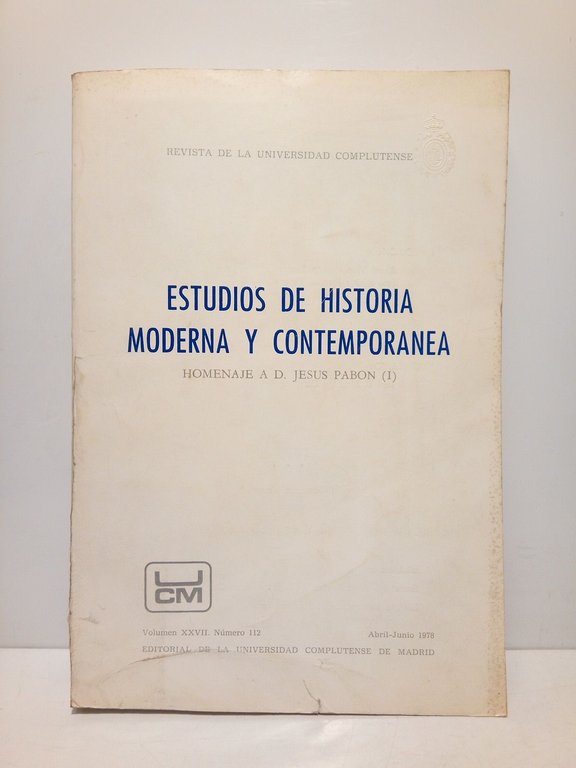 REVISTA DE LA UNIVERSIDAD COMPLUTENSE
ESTUDIOS DE HISTORIA
MODERNA Y CONTEMPORANEA
HOMENAJE A D. JESUS PABON (I)
UCM
Volumen XXVII. Número 112 Abril-Junio 1978
EDITORIAL DE LA UNIVERSIDAD COMPLUTENSE DE MADRID